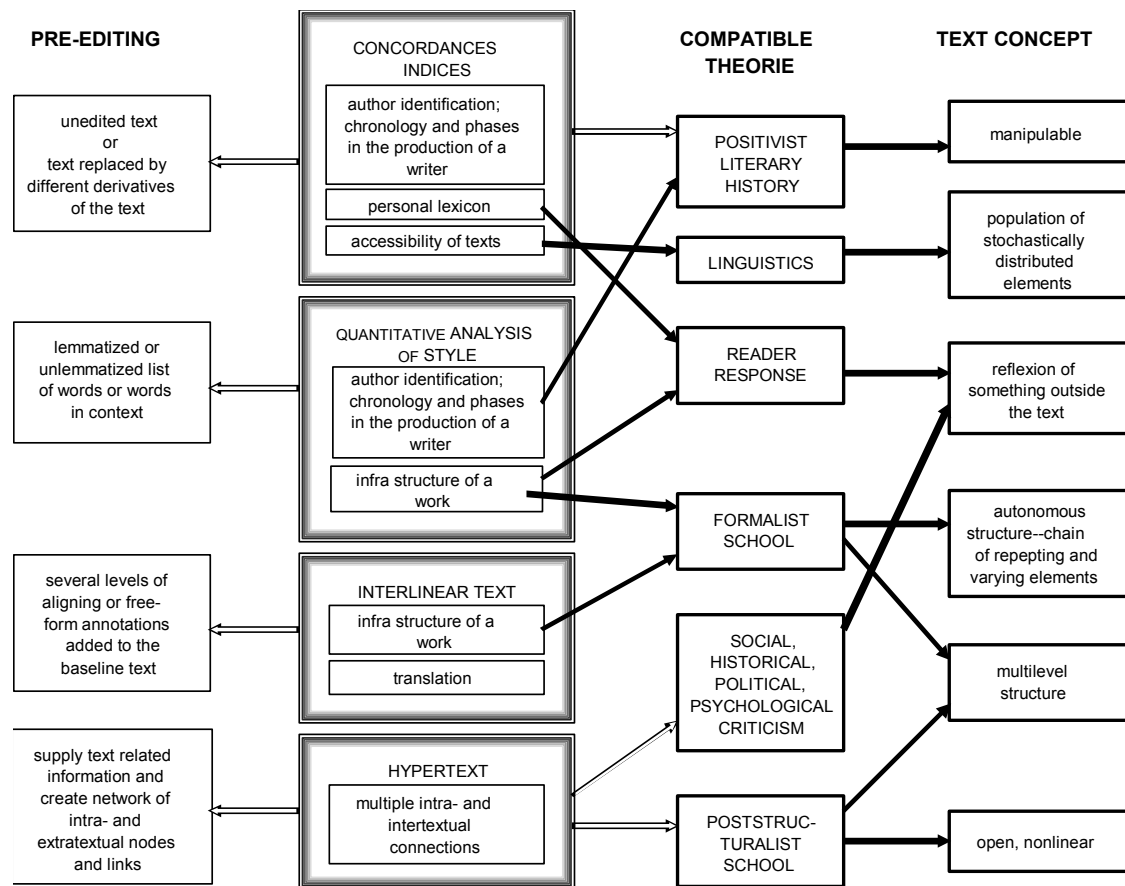 PRE-EDITING
unedited text
or
text replaced by
different derivatives
of the text
lemmatized or
unlemmatized list
of words or words
in context
several levels of
aligning or free-
form annotations
added to the
baseline text
supply text related
information and
create network of
intra- and
extratextual nodes
and links
CONCORDANCES
INDICES
author identification;
chronology and phases
in the production of a
writer
personal lexicon
accessibility of texts
QUANTITATIVE ANALYSIS
OF STYLE
author identification;
chronology and phases
in the production of a
writer
infra structure of a
work
INTERLINEAR TEXT
infra structure of a
work
translation
HYPERTEXT
multiple intra- and
intertextual
connections
COMPATIBLE
THEORIE
POSITIVIST
LITERARY
HISTORY
LINGUISTICS
READER
RESPONSE
FORMALIST
SCHOOL
SOCIAL,
HISTORICAL,
POLITICAL,
PSYCHOLOGICAL
CRITICISM
POSTSTRUC-
TURALIST
SCHOOL
TEXT CONCEPT
manipulable
population of
stochastically
distributed
elements
reflexion of
something outside
the text
autonomous
structure--chain
of repepting and
varying elements
multilevel
structure
open, nonlinear